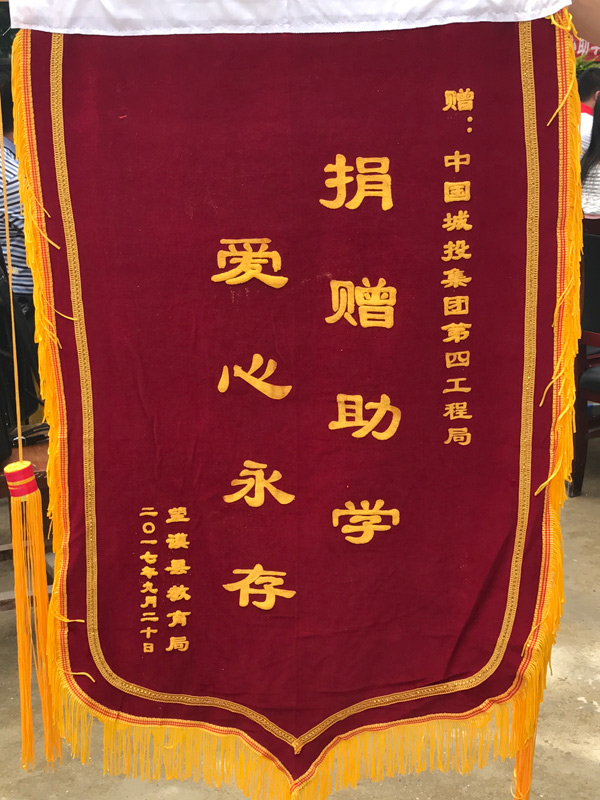 赠：中国城投集团第四工程局
捐赠助学
爱心永存
望谟县教育局
二〇一七年九月二十日